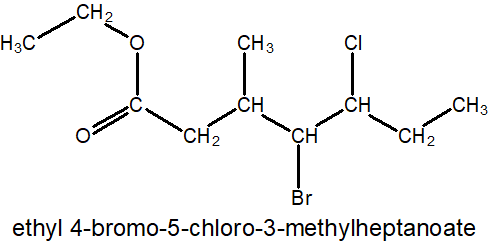 CH₂
H₃C
O
CH₃
Cl
C
CH
CH
CH₃
O
CH₂
CH
CH₂
Br
ethyl 4-bromo-5-chloro-3-methylheptanoate